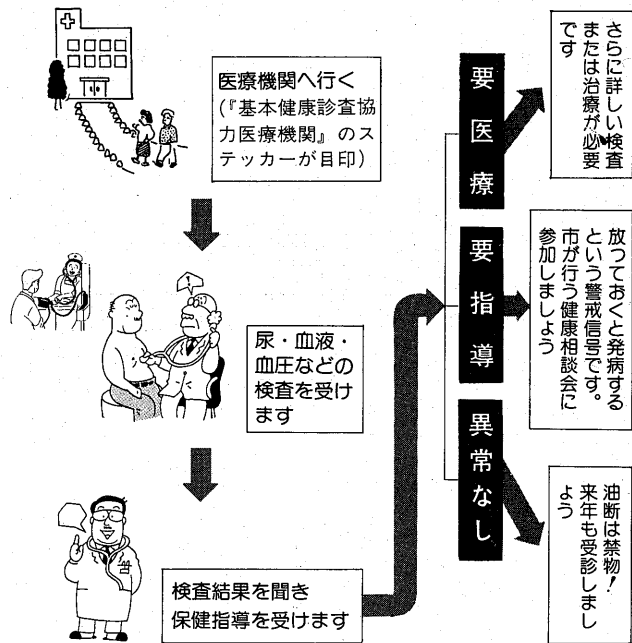 医療機関へ行く
(『基本健康診査協
力医療機関』のス
テッカーが目印)
尿・血液・
血圧などの
検査を受け
ます
検査結果を聞き
保健指導を受けます
要医療
さらに詳しい検査
または治療が必要
です
要指導
放つておくと発病する
という警戒信号です。
市が行う健康相談会に
参加しましょう
異常なし
油断は禁物!
来年も受診しまし
ょう